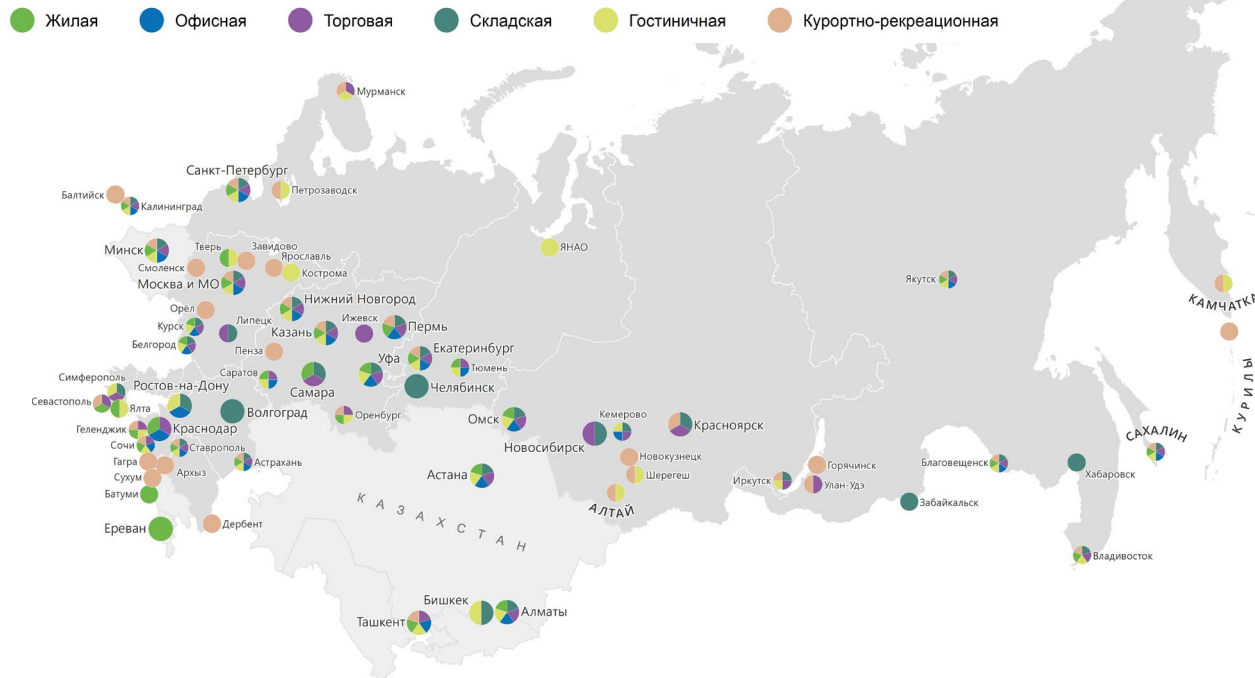 Жилая
Офисная
Торговая
Складская
Гостиничная
Курортно-рекреационная
Мурманск
Санкт-Петербург
Петрозаводск
Балтийск
Калининград
Минск
Тверь
Завидово
Ярославль
Смоленск
Кострома
Москва и МО
ЯНАО
Якутск
КАМЧАТКА
КУРИЛЫ
Орёл
Нижний Новгород
Курск
Липецк
Казань
Ижевск
Пермь
Белгород
Пенза
Уфа
Екатеринбург
Тюмень
Саратов
Самара
Челябинск
Симферополь
Ростов-на-Дону
Севастополь
Ялта
Волгоград
Оренбург
Омск
Кемерово
Новосибирск
Красноярск
Геленджик
Краснодар
Сочи
Ставрополь
Гагра
Архыз
Астрахань
Сухум
Батуми
Ереван
Дербент
Астана
КАЗАХСТАН
Новокузнецк
Шерегеш
АЛТАЙ
Горячинск
Иркутск
Улан-Удэ
Забайкальск
Благовещенск
Хабаровск
САХАЛИН
Владивосток
Бишкек
Алматы
Ташкент